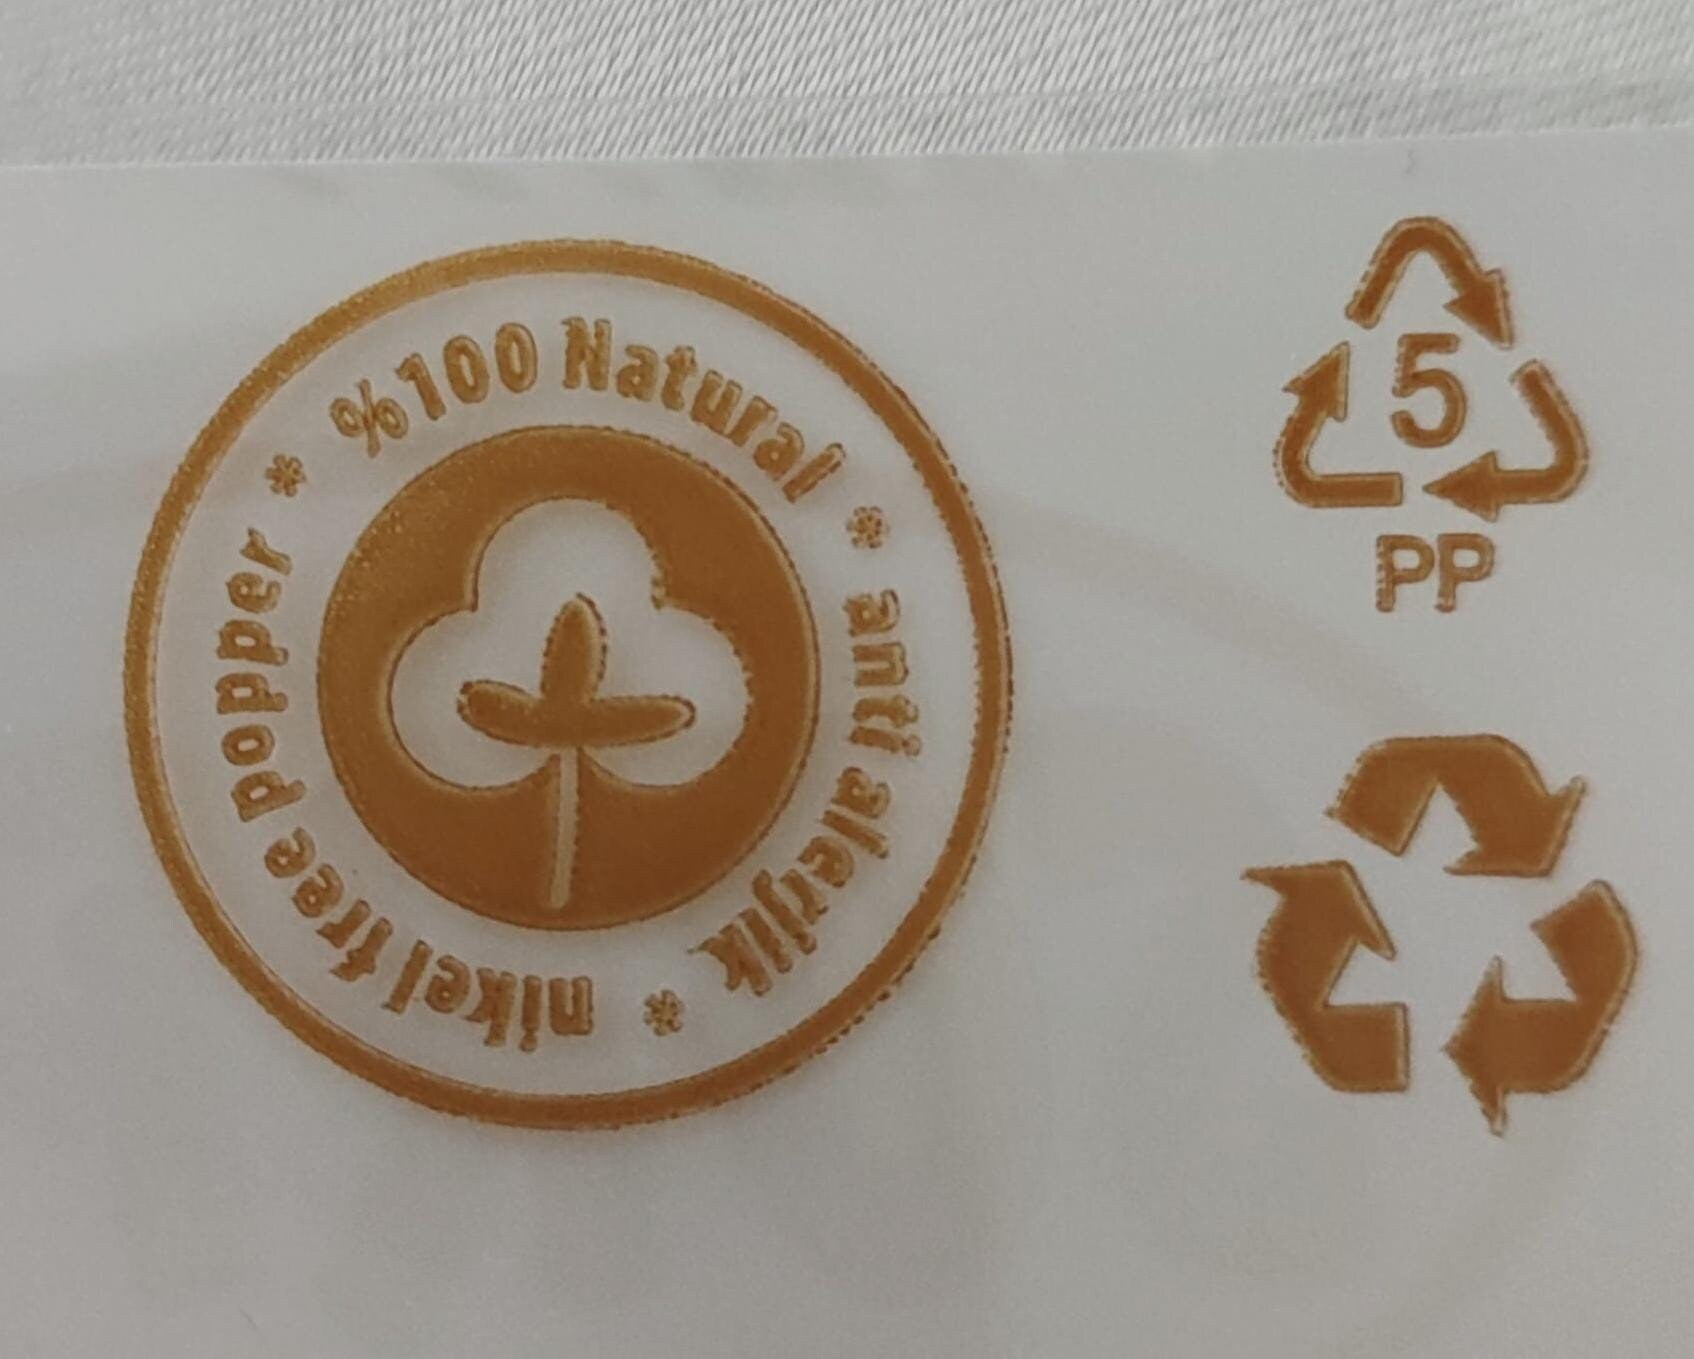 %100 Natural * anti alerjik * nikel free popper *
5
PP